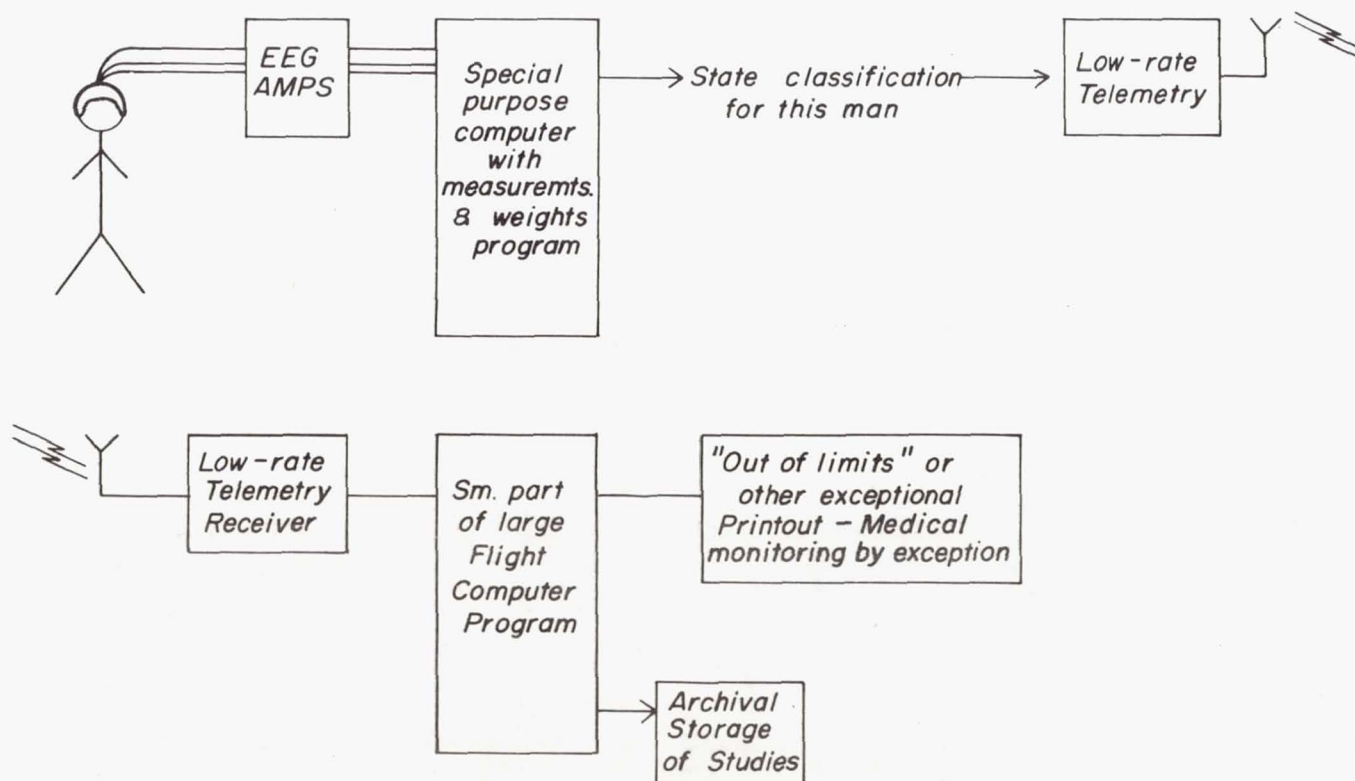 EEG
AMPS
Special
purpose
computer
with
measuremts.
& weights
program
State classification
for this man
Low-rate
Telemetry
Low-rate
Telemetry
Receiver
Sm. part
of large
Flight
Computer
Program
"Out of limits" or
other exceptional
Printout - Medical
monitoring by exception
Archival
Storage
of Studies